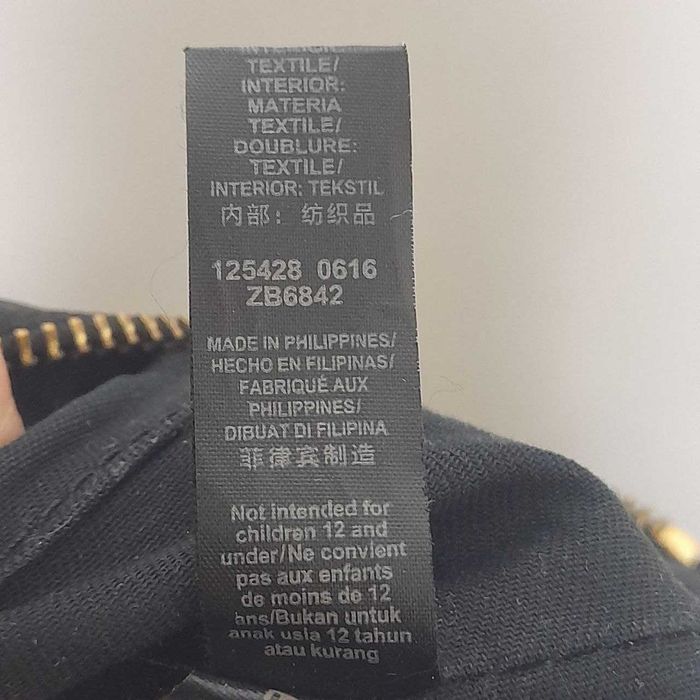 TEXTILE/
INTERIOR:
MATERIA
TEXTILE/
DOUBLURE:
TEXTILE/
INTERIOR: TEKSTIL
内部：纺织品
125428 0616
ZB6842
MADE IN PHILIPPINES/
HECHO EN FILIPINAS/
FABRIQUÉ AUX
PHILIPPINES/
DIBUAT DI FILIPINA
菲律宾制造
Not intended for
children 12 and
under/Ne convient
pas aux enfants
de moins de 12
ans/Bukan untuk
anak usia 12 tahun
atau kurang